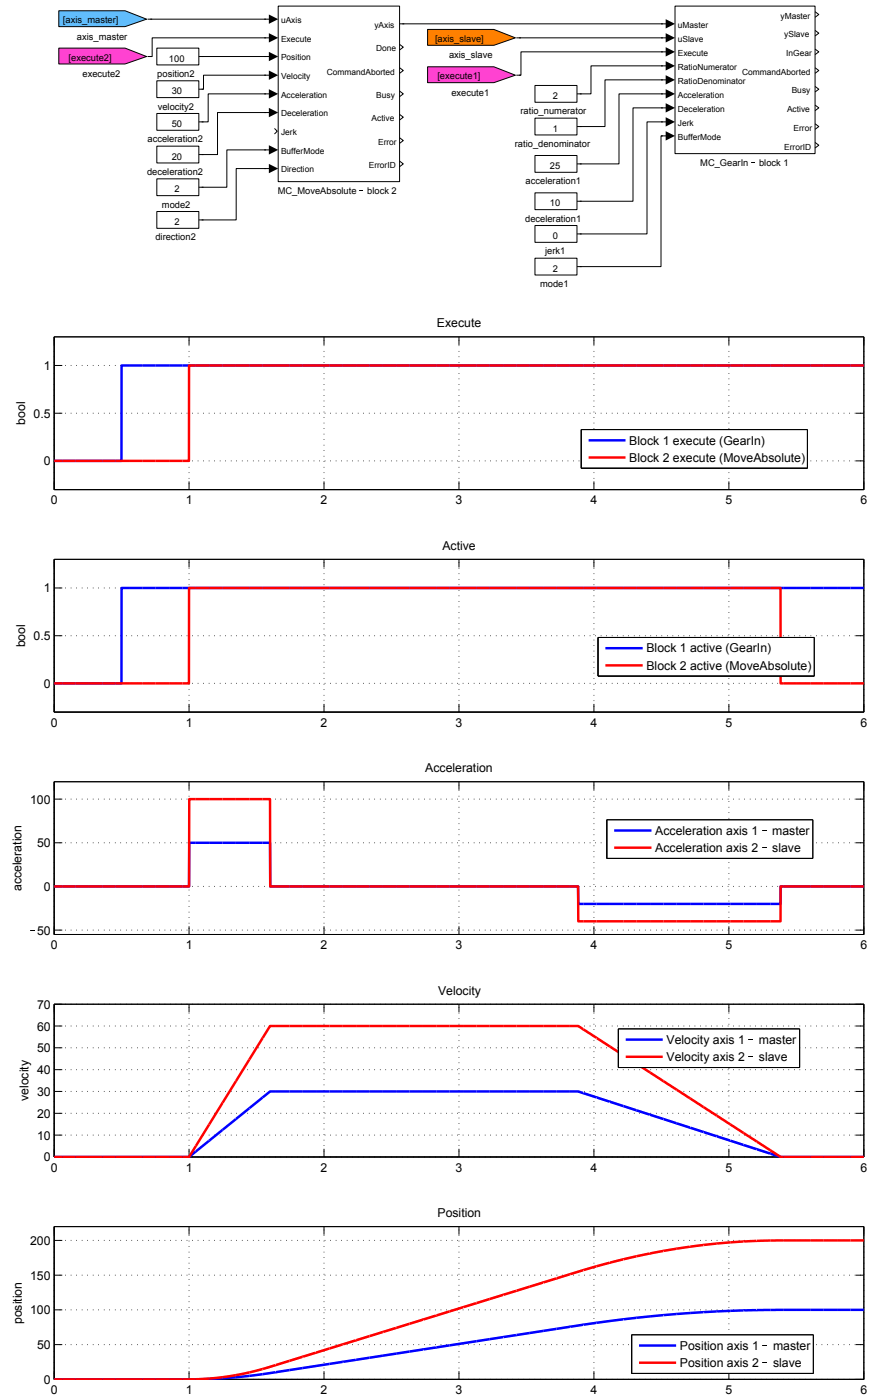 [axis_master]
axis_master
[execute2]
execute2
100
position2
30
velocity2
50
acceleration2
20
deceleration2
2
mode2
2
direction2
uAxis
Execute
Position
Velocity
Acceleration
Deceleration
Jerk
BufferMode
Direction
yAxis
Done
CommandAborted
Busy
Active
Error
ErrorID
MC_MoveAbsolute - block 2
[axis_slave]
axis_slave
[execute1]
execute1
2
ratio_numerator
1
ratio_denominator
25
acceleration1
10
deceleration1
0
jerk1
2
mode1
uMaster
uSlave
Execute
RatioNumerator
RatioDenominator
Acceleration
Deceleration
Jerk
BufferMode
yMaster
ySlave
InGear
CommandAborted
Busy
Active
Error
ErrorID
MC_GearIn - block 1
Execute
bool
1
0.5
0
Block 1 execute (GearIn)
Block 2 execute (MoveAbsolute)
0 1 2 3 4 5 6
Active
bool
1
0.5
0
Block 1 active (GearIn)
Block 2 active (MoveAbsolute)
0 1 2 3 4 5 6
Acceleration
acceleration
100
50
0
-50
Acceleration axis 1 - master
Acceleration axis 2 - slave
0 1 2 3 4 5 6
Velocity
velocity
70
60
50
40
30
20
10
0
Velocity axis 1 - master
Velocity axis 2 - slave
0 1 2 3 4 5 6
Position
position
200
150
100
50
0
Position axis 1 - master
Position axis 2 - slave
0 1 2 3 4 5 6